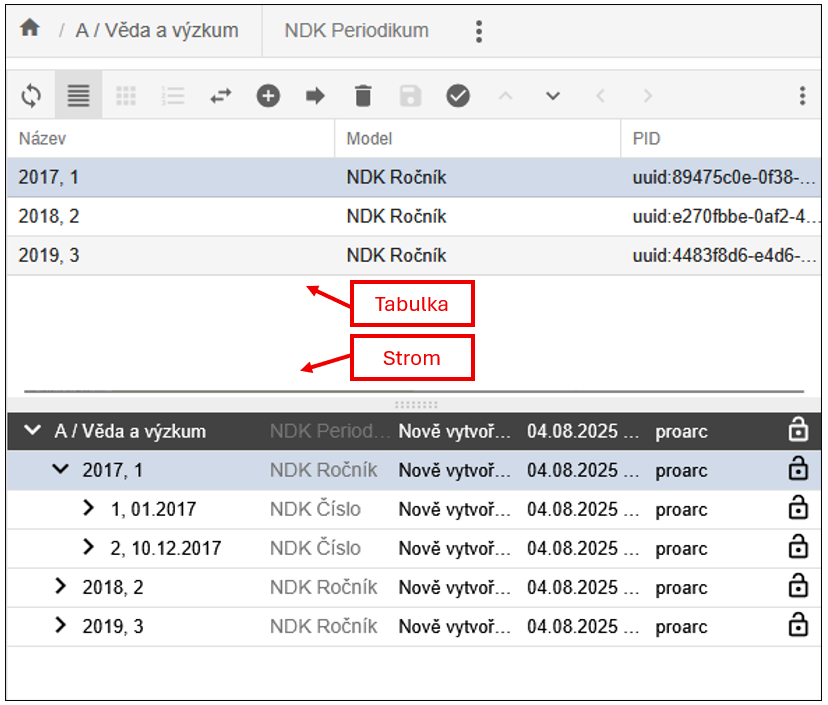 / A / Věda a výzkum NDK Periodikum
Název Model PID
2017, 1 NDK Ročník uuid:89475c0e-0f38-...
2018, 2 NDK Ročník uuid:e270fbbe-0af2-4...
2019, 3 NDK Ročník uuid:4483f8d6-e4d6-...
Tabulka
Strom
A / Věda a výzkum NDK Period... Nově vytvoř... 04.08.2025 ... proarc
2017, 1 NDK Ročník Nově vytvoř... 04.08.2025 ... proarc
1, 01.2017 NDK Číslo Nově vytvoř... 04.08.2025 ... proarc
2, 10.12.2017 NDK Číslo Nově vytvoř... 04.08.2025 ... proarc
2018, 2 NDK Ročník Nově vytvoř... 04.08.2025 ... proarc
2019, 3 NDK Ročník Nově vytvoř... 04.08.2025 ... proarc